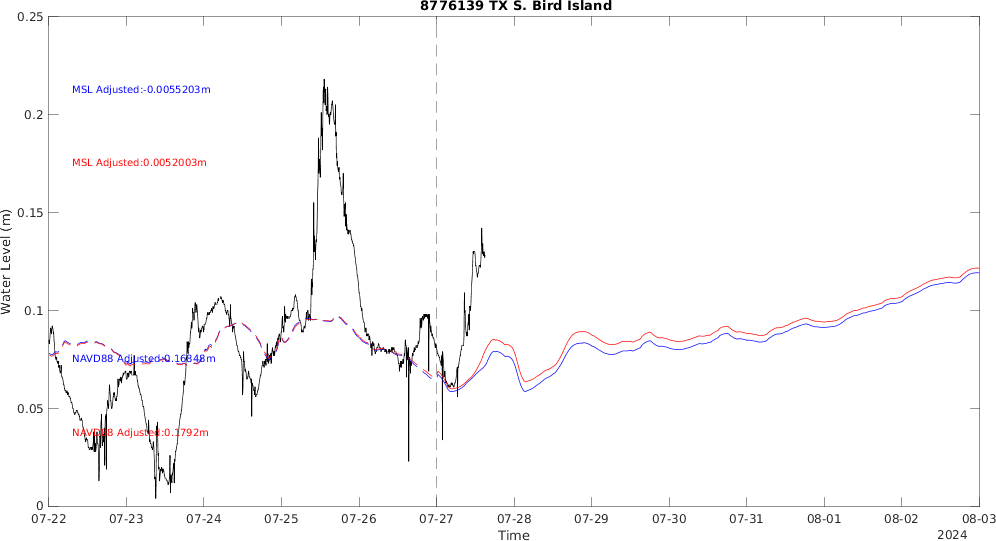 8776139 TX S. Bird Island
0.25
0.2
0.15
0.1
0.05
0
Water Level (m)
MSL Adjusted:-0.0055203m
MSL Adjusted:0.0052003m
NAVD88 Adjusted:0.16848m
NAVD88 Adjusted:0.1792m
07-22 07-23 07-24 07-25 07-26 07-27 07-28 07-29 07-30 07-31 08-01 08-02 08-03
Time
2024